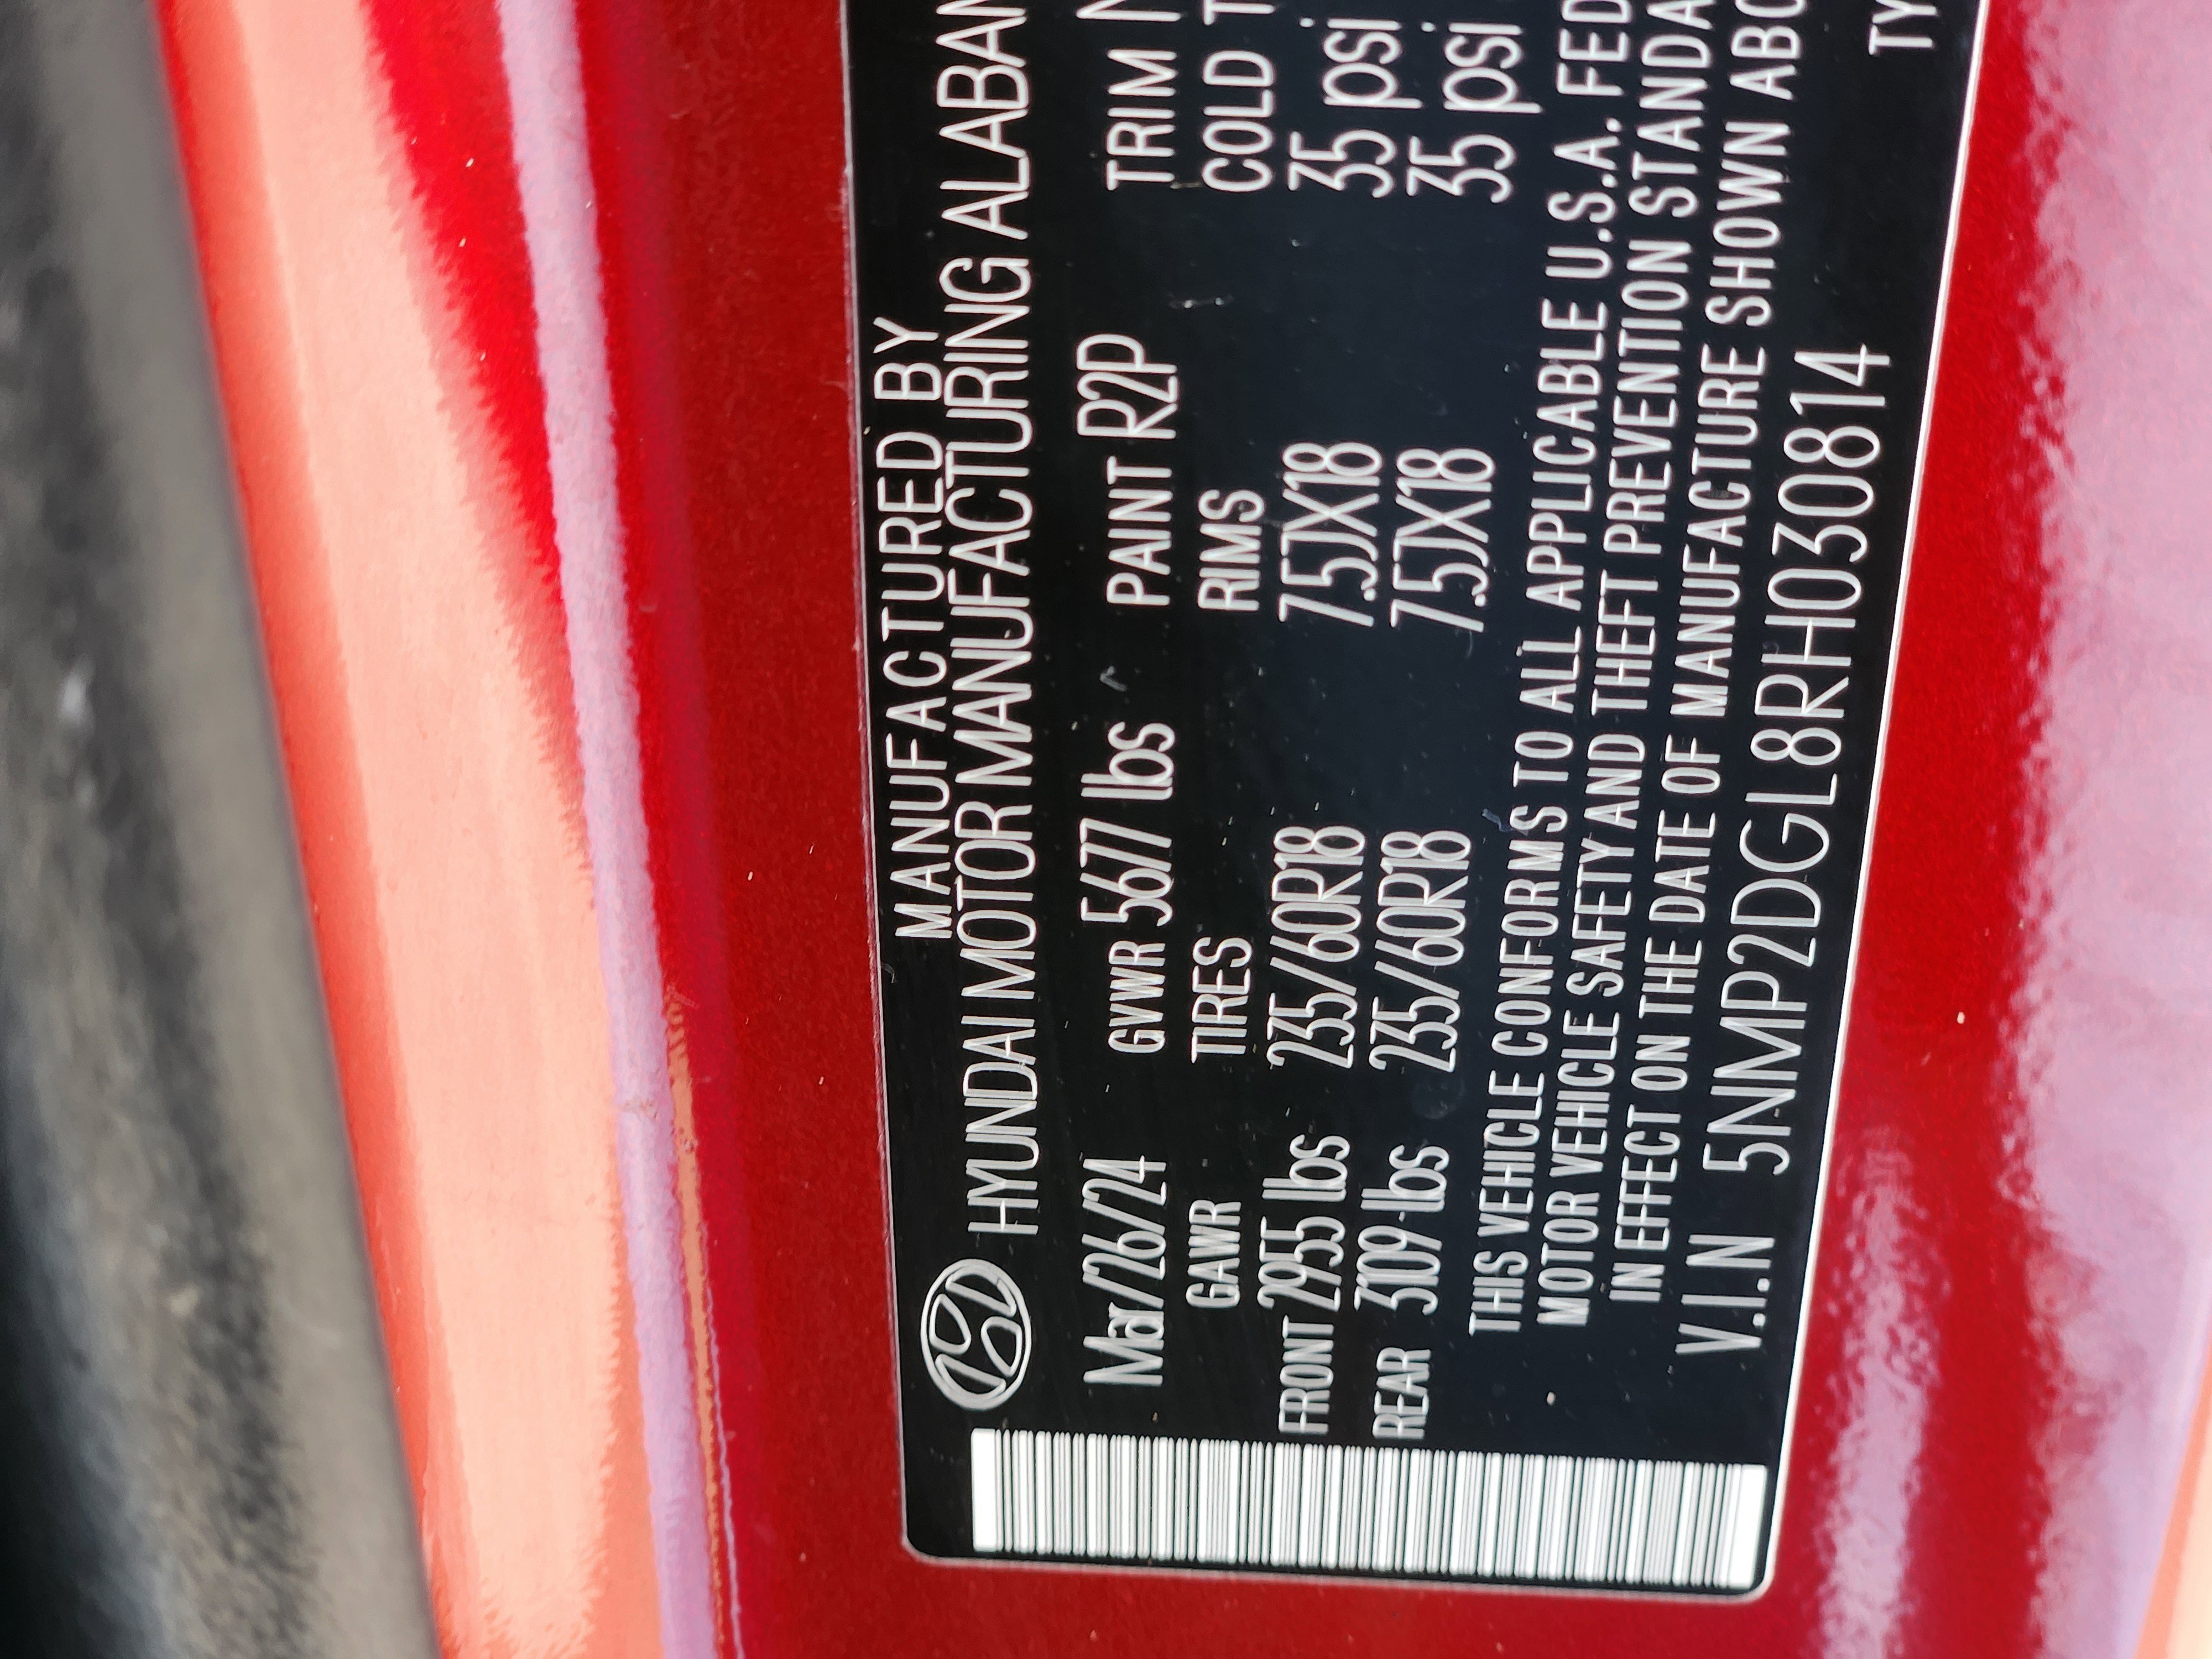 MANUFACTURED BY
HYUNDAI MOTOR MANUFACTURING ALABAM
Mar/26/24 GVWR 5677 lbs PAINT R2P TRIM N
GAWR TIRES RIMS COLD T
FRONT 2955 lbs 235/60R18 7.5JX18 35 psi
REAR 3109 lbs 235/60R18 7.5JX18 35 psi
THIS VEHICLE CONFORMS TO ALL APPLICABLE U.S.A. FED
MOTOR VEHICLE SAFETY AND THEFT PREVENTION STANDA
IN EFFECT ON THE DATE OF MANUFACTURE SHOWN ABO
V.I.N 5NMP2DGL8RH030814
TY